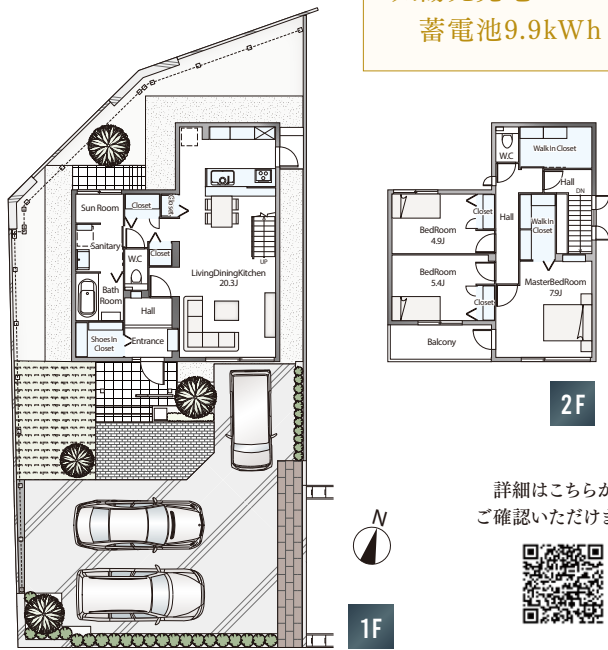 蓄電池9.9kWh
Sun Room
Closet
Closet
Sanitary
W.C
Closet
Bath
Room
Hall
Shoes In
Closet
Entrance
LivingDiningKitchen
20.3J
UP
W.C
Walk In Closet
Hall
DN
Hall
BedRoom
4.9J
Closet
Walk In
Closet
BedRoom
5.4J
Closet
MasterBedRoom
7.9J
Balcony
2F
詳細はこちらか
ご確認いただけま
N
1F